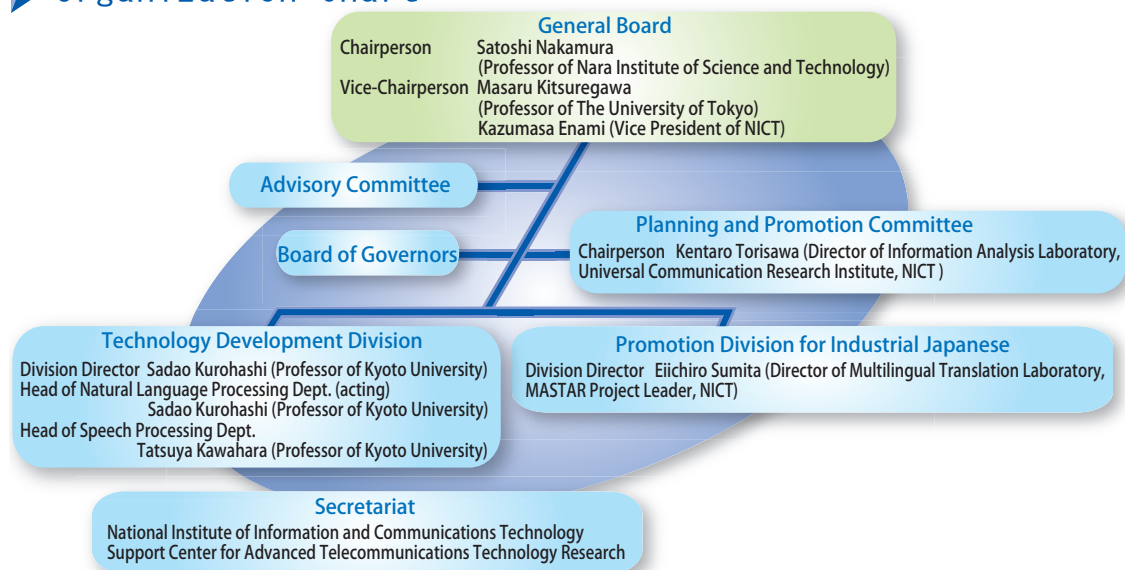 General Board
Chairperson Satoshi Nakamura
(Professor of Nara Institute of Science and Technology)
Vice-Chairperson Masaru Kitsuregawa
(Professor of The University of Tokyo)
Kazumasa Enami (Vice President of NICT)
Advisory Committee
Board of Governors
Planning and Promotion Committee
Chairperson Kentaro Torisawa (Director of Information Analysis Laboratory,
Universal Communication Research Institute, NICT )
Technology Development Division
Division Director Sadao Kurohashi (Professor of Kyoto University)
Head of Natural Language Processing Dept. (acting)
Sadao Kurohashi (Professor of Kyoto University)
Head of Speech Processing Dept.
Tatsuya Kawahara (Professor of Kyoto University)
Promotion Division for Industrial Japanese
Division Director Eiichiro Sumita (Director of Multilingual Translation Laboratory,
MASTAR Project Leader, NICT)
Secretariat
National Institute of Information and Communications Technology
Support Center for Advanced Telecommunications Technology Research